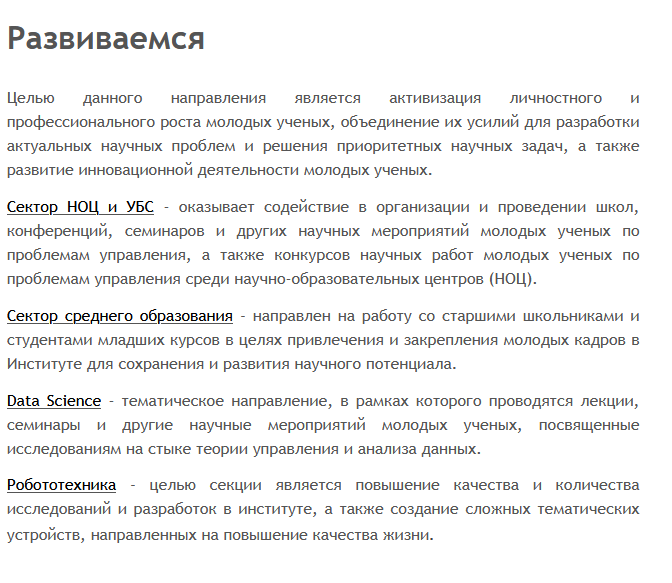 Развиваемся
Целью данного направления является активизация личностного и
профессионального роста молодых ученых, объединение их усилий для разработки
актуальных научных проблем и решения приоритетных научных задач, а также
развитие инновационной деятельности молодых ученых.
Сектор НОЦ и УБС - оказывает содействие в организации и проведении школ,
конференций, семинаров и других научных мероприятий молодых ученых по
проблемам управления, а также конкурсов научных работ молодых ученых по
проблемам управления среди научно-образовательных центров (НОЦ).
Сектор среднего образования - направлен на работу со старшими школьниками и
студентами младших курсов в целях привлечения и закрепления молодых кадров в
Институте для сохранения и развития научного потенциала.
Data Science - тематическое направление, в рамках которого проводятся лекции,
семинары и другие научные мероприятий молодых ученых, посвященные
исследованиям на стыке теории управления и анализа данных.
Робототехника - целью секции является повышение качества и количества
исследований и разработок в институте, а также создание сложных тематических
устройств, направленных на повышение качества жизни.